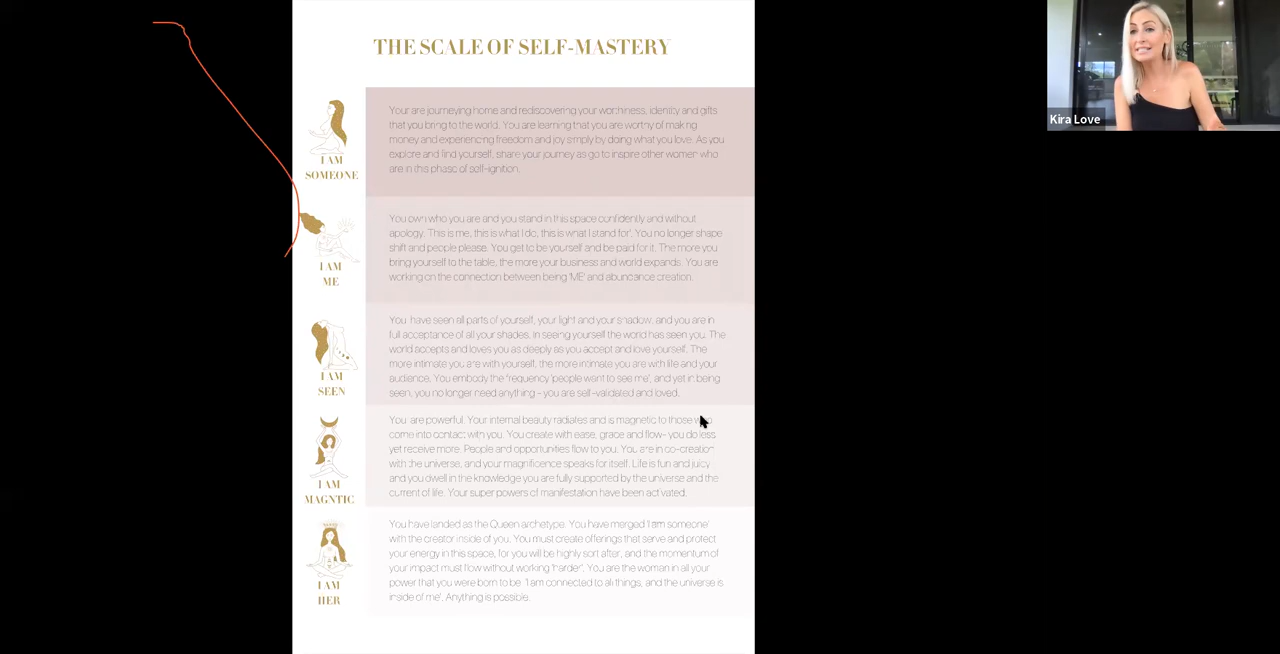 THE SCALE OF SELF-MASTERY
Kira Love
I AM
SOMEONE
Your are journeying home and rediscovering your worthiness, identity and gifts
that you bring to the world. You are learning that you are worthy of making
money and experiencing freedom and joy simply by doing what you love. As you
explore and find yourself, share your journey as go to inspire other women who
are in this phase of self-ignition.
I AM
ME
You own who you are and you stand in this space confidently and without
apology. 'This is me, this is what I do, this is what I stand for'. You no longer shape
shift and people please. You get to be yourself and be paid for it. The more you
bring yourself to the table, the more your business and world expands. You are
working on the connection between being 'ME' and abundance creation.
I AM
SEEN
You have seen all parts of yourself, your light and your shadow, and you are in
full acceptance of all your shades. In seeing yourself the world has seen you. The
world accepts and loves you as deeply as you accept and love yourself. The
more intimate you are with yourself, the more intimate you are with life and your
audience. You embody the 'frequency 'people want to see me', and yet in being
seen, you no longer need anything - you are self-validated and loved.
I AM
MAGNTIC
You are powerful. Your internal beauty radiates and is magnetic to those who
come into contact with you. You create with ease, grace and flow- you do less
yet receive more. People and opportunities flow to you. You are in co-creation
with the universe, and your magnificence speaks for itself. Life is fun and juicy
and you dwell in the knowledge you are fully supported by the universe and the
current of life. Your super powers of manifestation have been activated.
I AM
HER
You have landed as the Queen archetype. You have merged 'I am someone'
with the creator inside of you. You must create offerings that serve and protect
your energy in this space, for you will be highly sort after, and the momentum of
your impact must flow without working "harder". You are the woman in all your
power that you were born to be 'I am connected to all things, and the universe is
inside of me'. Anything is possible.